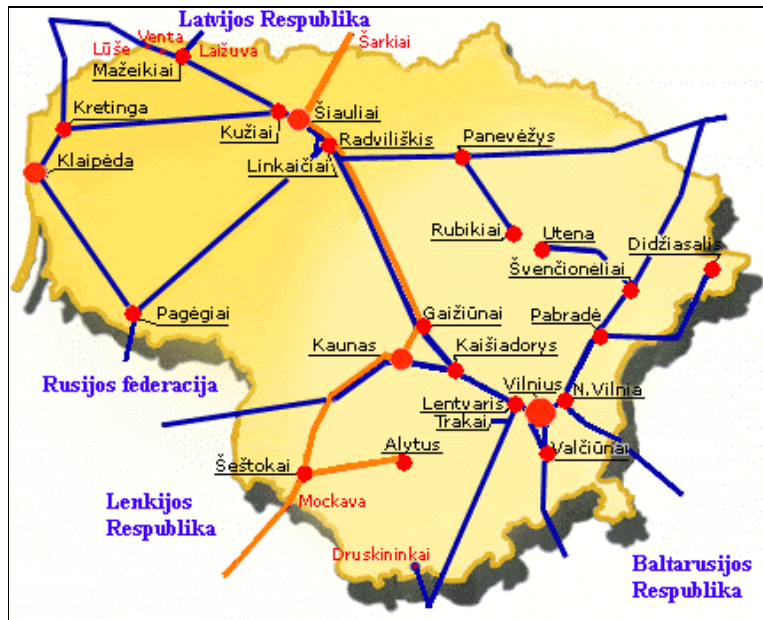 Latvijos Respublika
Venta
Lūše
Laižuva
Šarkiai
Mažeikiai
Kretinga
Kužiai
Šiauliai
Radviliškis
Panevėžys
Klaipėda
Linkaičiai
Rubikiai
Utena
Didžiasalis
Švenčionėliai
Pagėgiai
Gaižiūnai
Pabradė
Kaunas
Kaišiadorys
Rusijos federacija
Vilnius
N.Vilnia
Lentvaris
Trakai
Alytus
Valčiūnai
Šeštokai
Lenkijos
Respublika
Mockava
Druskininkai
Baltarusijos
Respublika